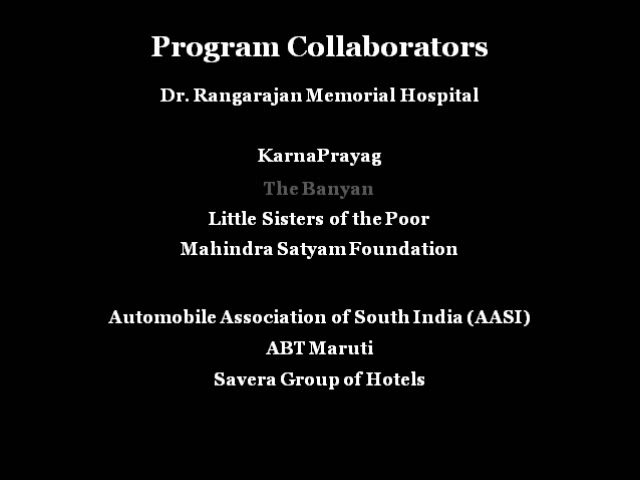 Program Collaborators
Dr. Rangarajan Memorial Hospital
KarnaPrayag
The Banyan
Little Sisters of the Poor
Mahindra Satyam Foundation
Automobile Association of South India (AASI)
ABT Maruti
Savera Group of Hotels